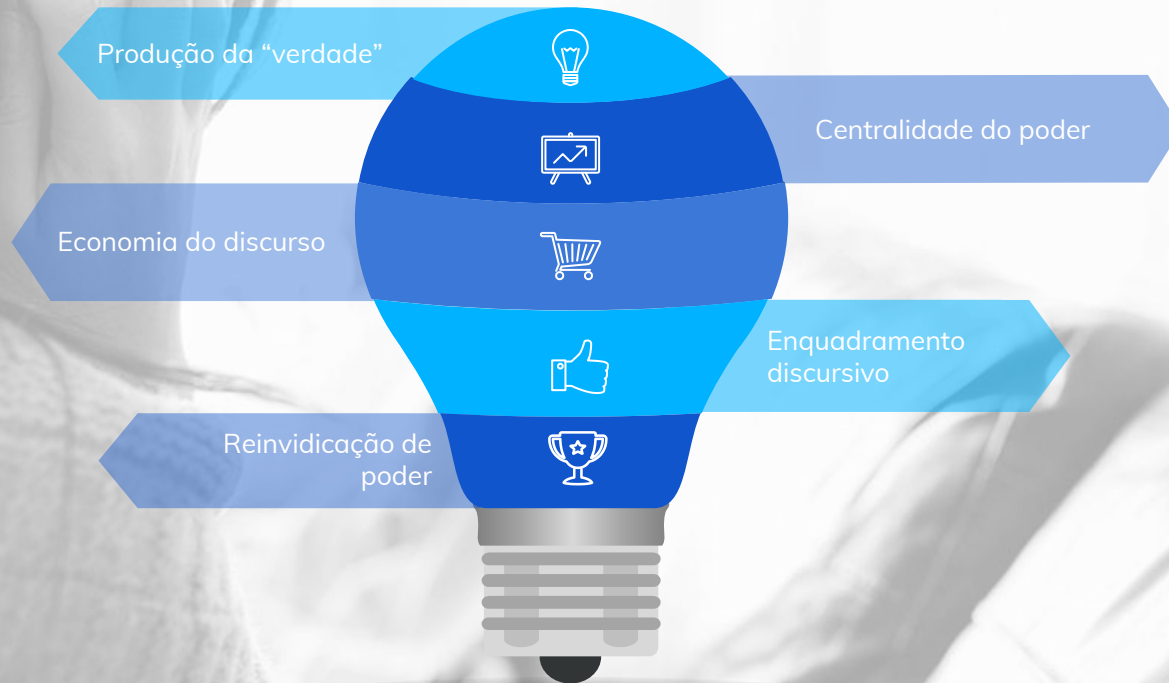 Produção da “verdade”
Centralidade do poder
Economia do discurso
Enquadramento
discursivo
Reinvidicação de
poder